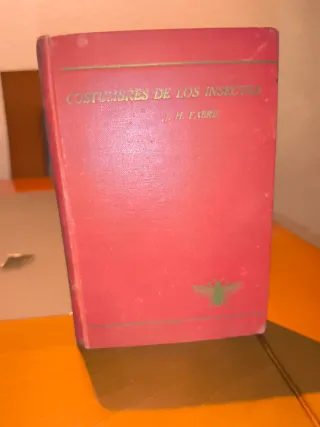 COSTUMBRES DE LOS INSECTOS
J. H. FABRE